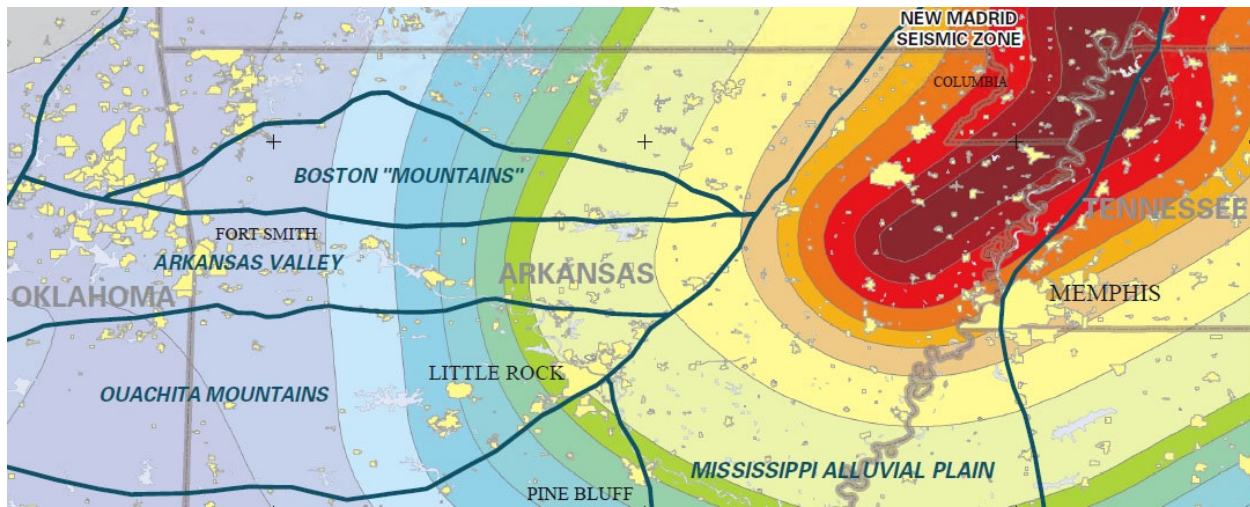 NEW MADRID
SEISMIC ZONE
COLUMBIA
BOSTON "MOUNTAINS"
TENNESSEE
FORT SMITH
ARKANSAS VALLEY
ARKANSAS
OKLAHOMA
MEMPHIS
LITTLE ROCK
OUACHITA MOUNTAINS
MISSISSIPPI ALLUVIAL PLAIN
PINE BLUFF